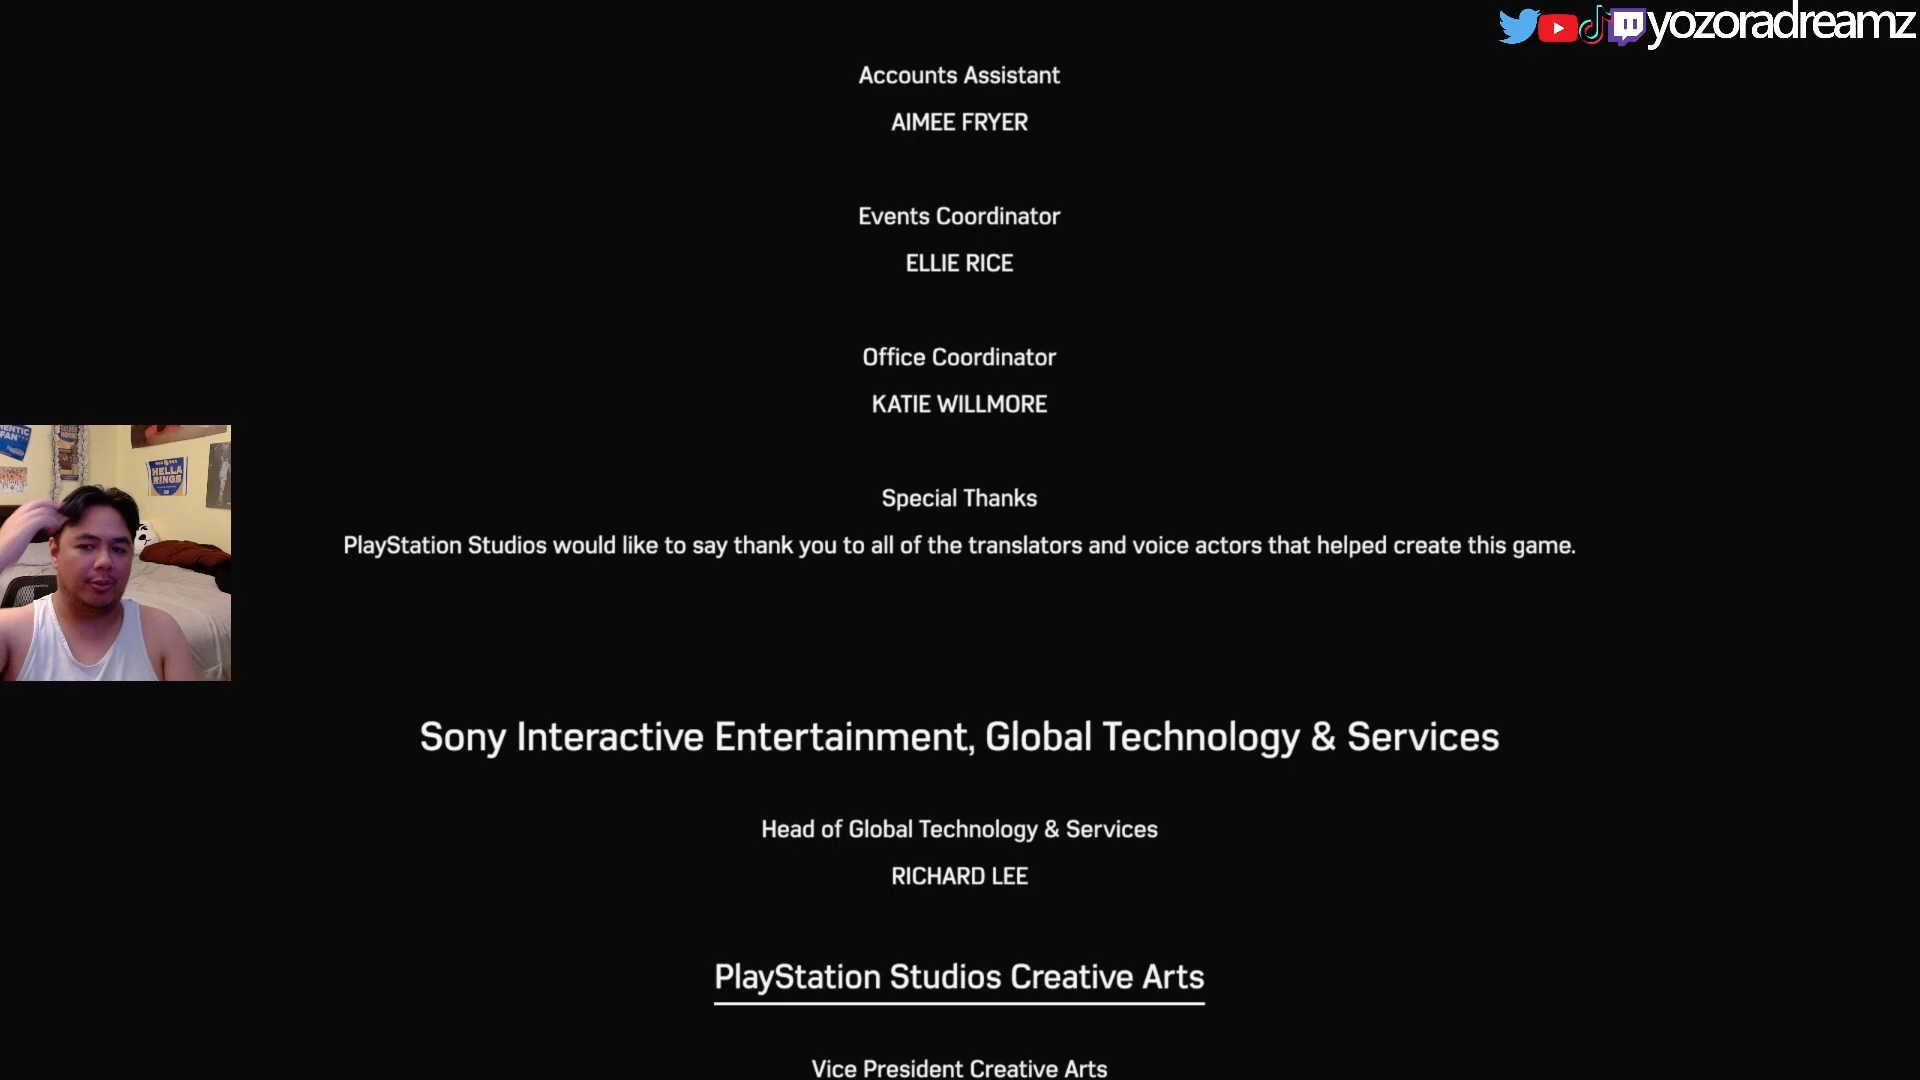 yozoradreamz
Accounts Assistant
AIMEE FRYER
Events Coordinator
ELLIE RICE
Office Coordinator
KATIE WILLMORE
Special Thanks
PlayStation Studios would like to say thank you to all of the translators and voice actors that helped create this game.
HELLA
RINGS
FAN
Sony Interactive Entertainment, Global Technology & Services
Head of Global Technology & Services
RICHARD LEE
PlayStation Studios Creative Arts
Vice President Creative Arts